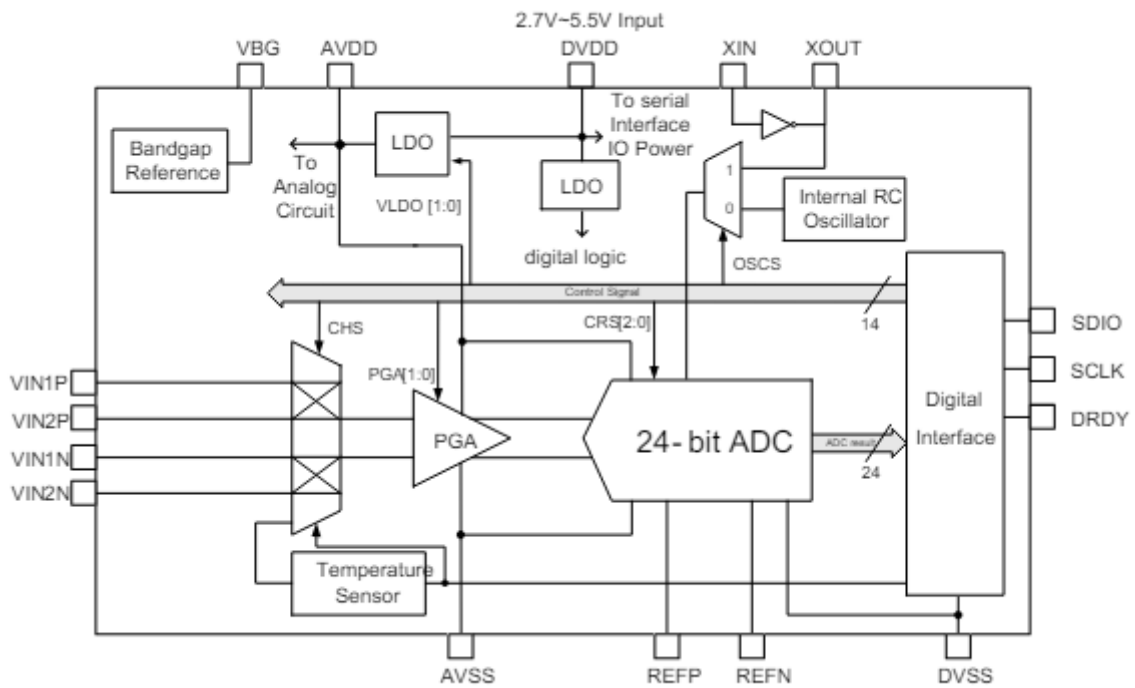 2.7V~5.5V Input
VBG
AVDD
DVDD
XIN
XOUT
Bandgap
Reference
To
Analog
Circuit
LDO
To serial
Interface
IO Power
LDO
VLDO [1:0]
digital logic
1
0
Internal RC
Oscillator
OSCS
Control Signal
14
CHS
PGA[1:0]
CRS[2:0]
VIN1P
VIN2P
VIN1N
VIN2N
PGA
24- bit ADC
ADC result
24
Digital
Interface
SDIO
SCLK
DRDY
Temperature
Sensor
AVSS
REFP
REFN
DVSS